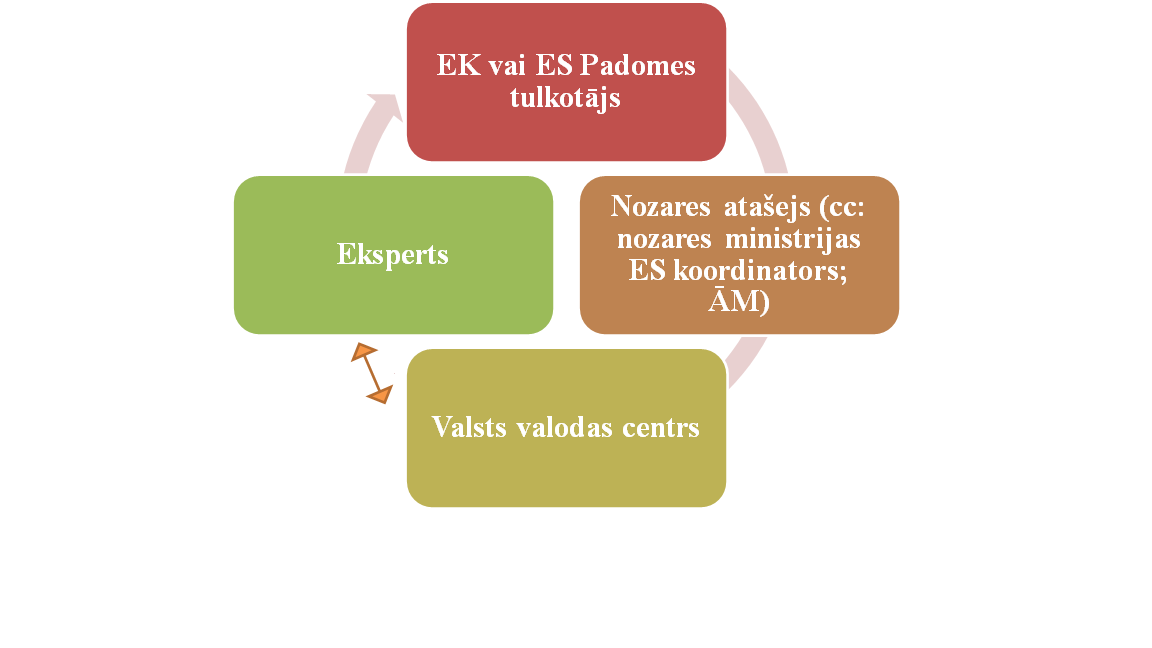 EK vai ES Padomes
tulkotājs
Nozares atašejs (cc:
nozares ministrijas
ES koordinators;
ĀM)
Eksperts
Valsts valodas centrs